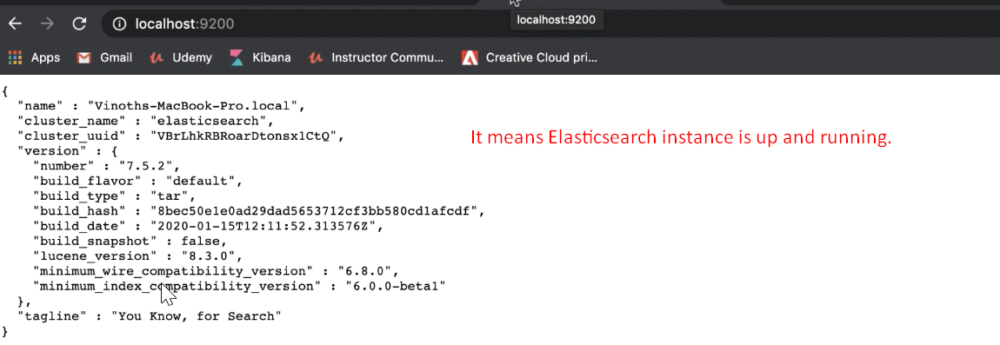 localhost:9200
localhost:9200
Apps Gmail Udemy Kibana Instructor Commu... Creative Cloud pri...
{
"name" : "Vinoths-MacBook-Pro.local",
"cluster_name" : "elasticsearch",
"cluster_uuid" : "VBrLhkRBRoarDtonsx1CtQ",
It means Elasticsearch instance is up and running.
"version" : {
"number" : "7.5.2",
"build_flavor" : "default",
"build_type" : "tar",
"build_hash" : "8bec50e1e0ad29dad5653712cf3bb580cd1afcdf",
"build_date" : "2020-01-15T12:11:52.313576Z",
"build_snapshot" : false,
"lucene_version" : "8.3.0",
"minimum_wire_compatibility_version" : "6.8.0",
"minimum_index_compatibility_version" : "6.0.0-beta1"
},
"tagline" : "You Know, for Search"
}